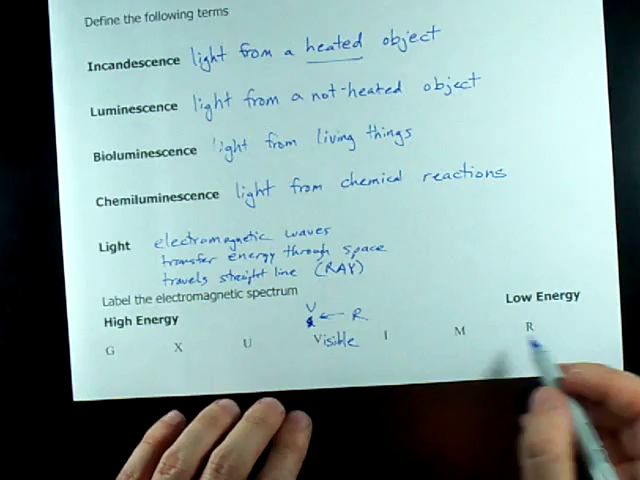 Define the following terms
Incandescence light from a heated object
Luminescence light from a not-heated object
Bioluminescence light from living things
Chemiluminescence light from chemical reactions
Light electromagnetic waves
transfer energy through space
travels straight line (RAY)
Label the electromagnetic spectrum
High Energy Low Energy
V ← R
G X U Visible I M R